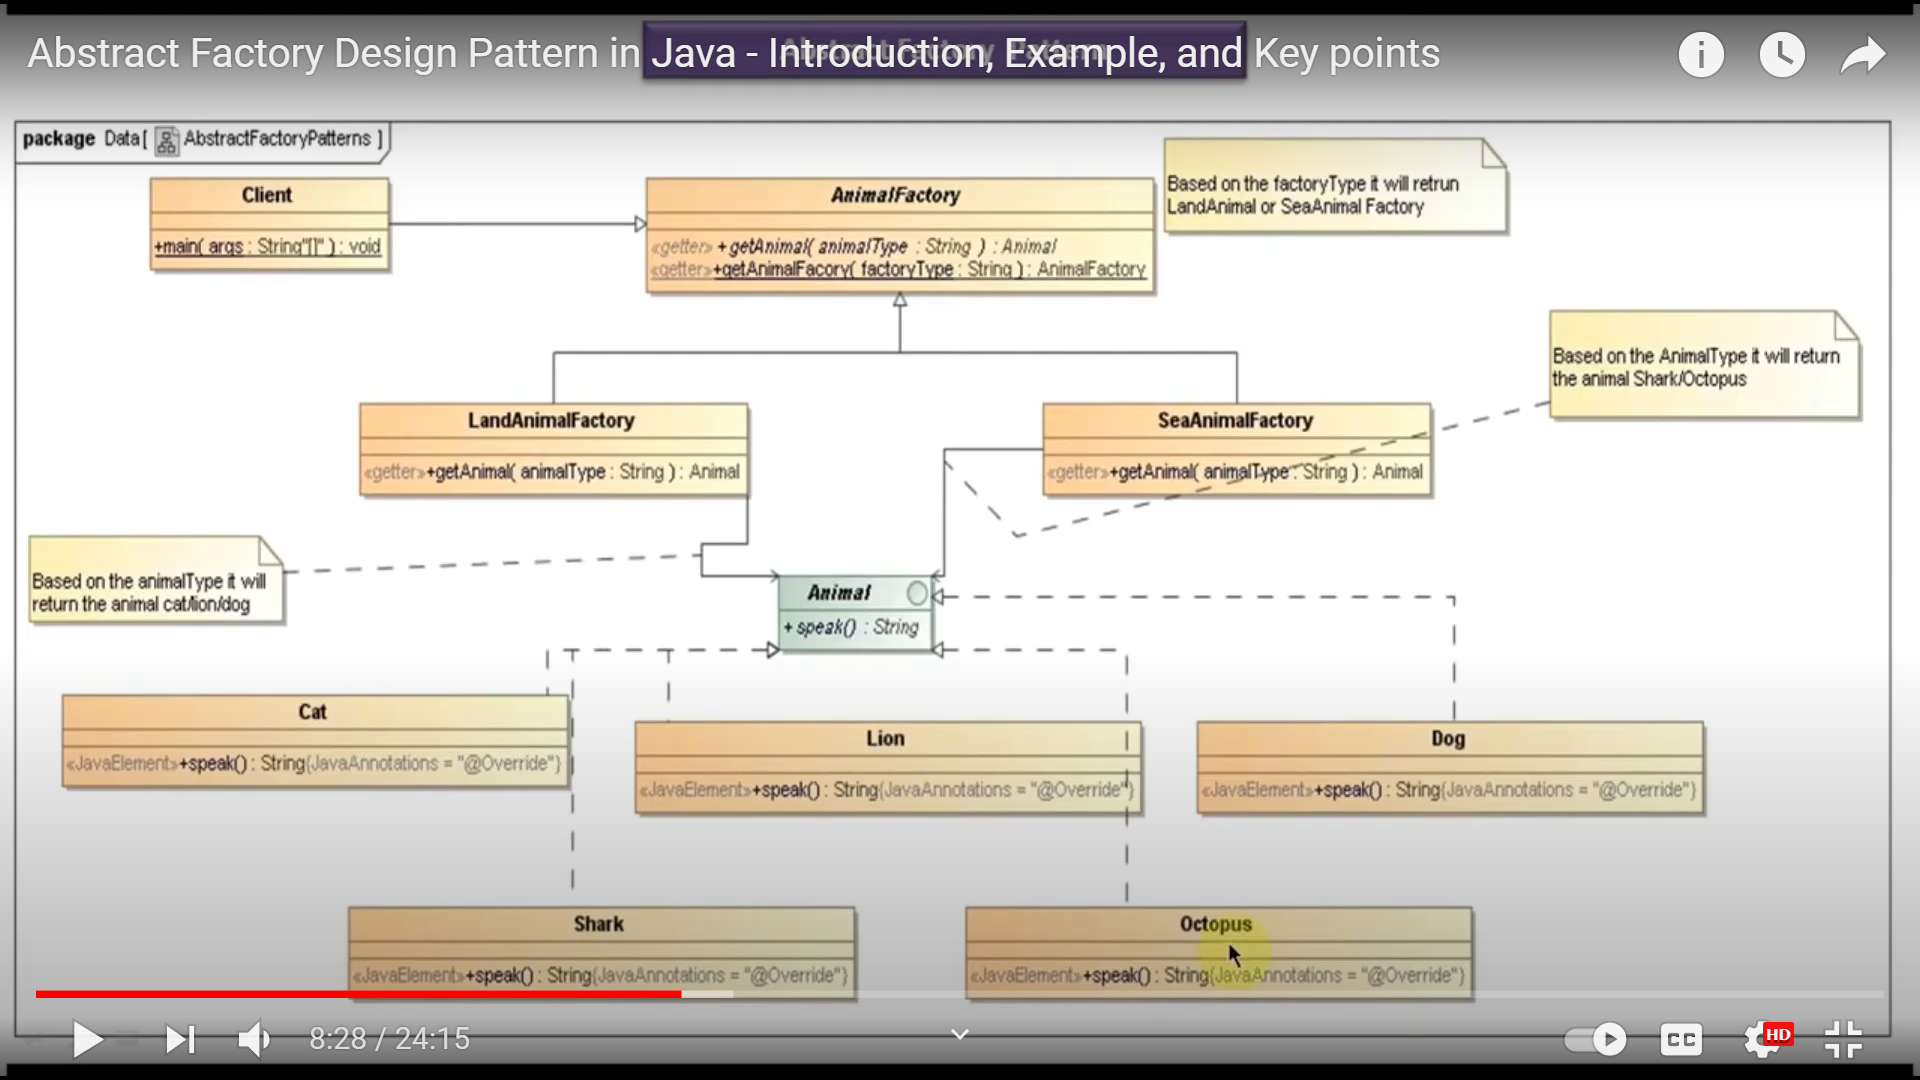 Abstract Factory Design Pattern in Java - Introduction, Example, and Key points
package Data[ AbstractFactoryPatterns ]
Client
+main( args : String"[]" ) : void
AnimalFactory
«getter» +getAnimal( animalType : String ) : Animal
«getter»+getAnimalFacory( factoryType : String ) : AnimalFactory
Based on the factoryType it will retrun
LandAnimal or SeaAnimal Factory
Based on the AnimalType it will return
the animal Shark/Octopus
LandAnimalFactory
«getter»+getAnimal( animalType : String ) : Animal
SeaAnimalFactory
«getter»+getAnimal( animalType : String ) : Animal
Based on the animalType it will
return the animal cat/lion/dog
Animal
+ speak() : String
Cat
«JavaElement»+speak() : String{JavaAnnotations = "@Override"}
Lion
«JavaElement»+speak() : String{JavaAnnotations = "@Override"}
Dog
«JavaElement»+speak() : String{JavaAnnotations = "@Override"}
Shark
«JavaElement»+speak() : String{JavaAnnotations = "@Override"}
Octopus
«JavaElement»+speak() : String{JavaAnnotations = "@Override"}
8:28 / 24:15
CC
HD